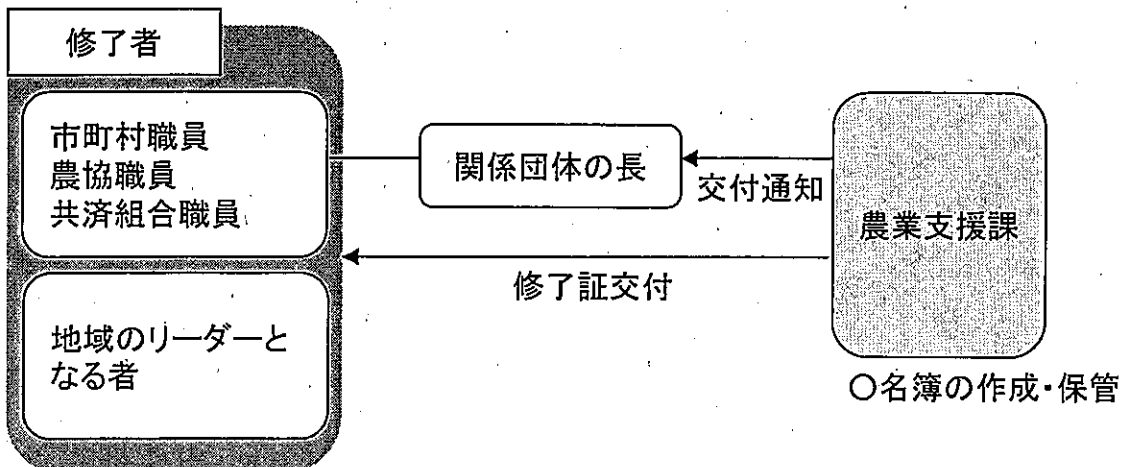 修了者
市町村職員
農協職員
共済組合職員
関係団体の長
交付通知
農業支援課
修了証交付
地域のリーダーと
なる者
○名簿の作成・保管